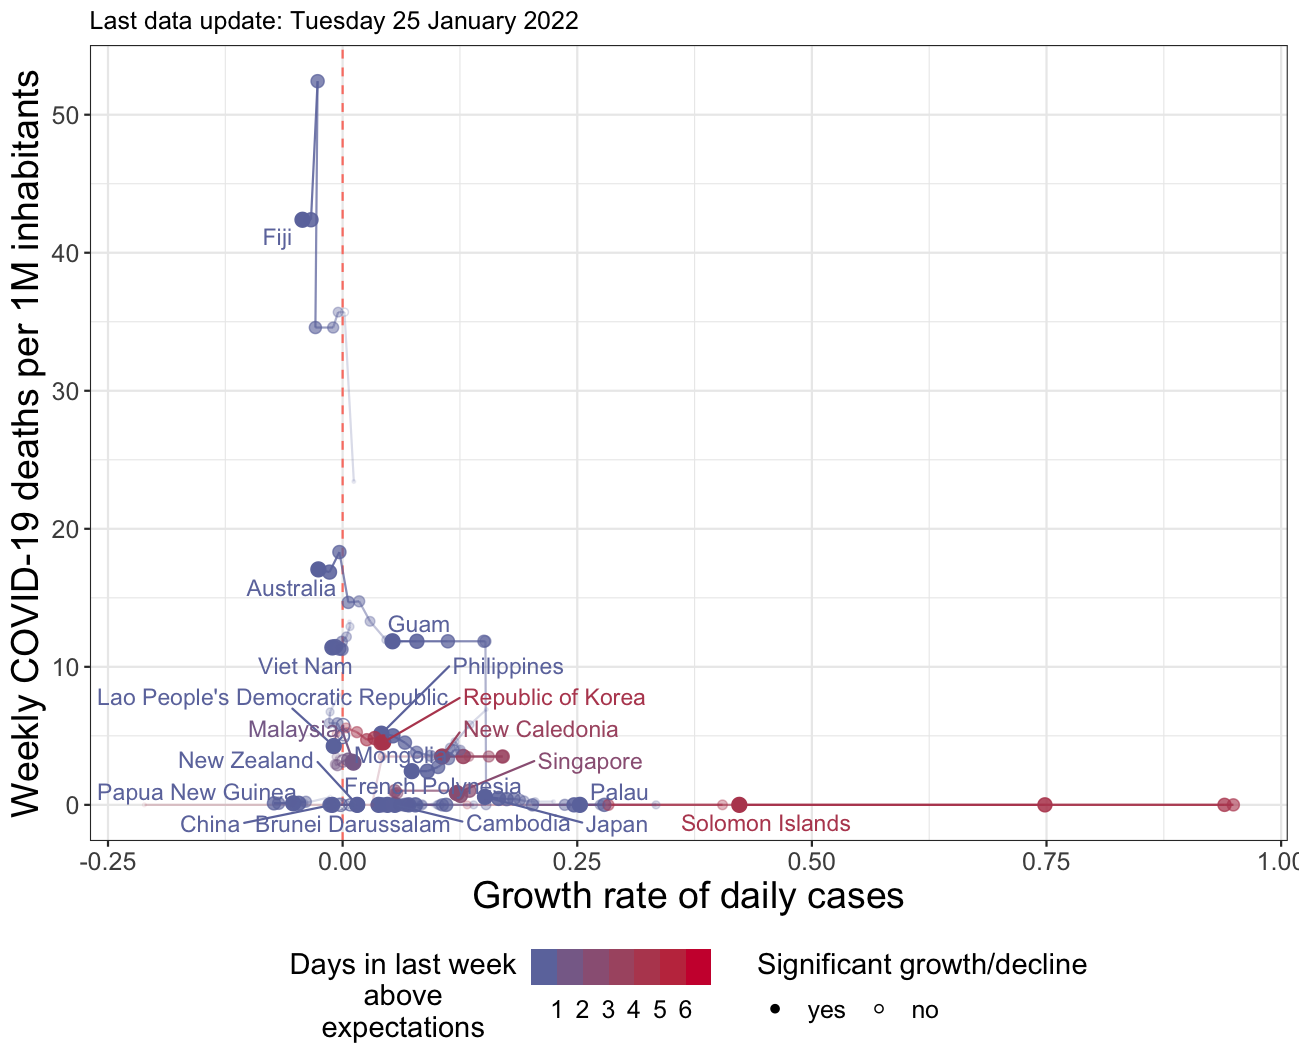 Last data update: Tuesday 25 January 2022
Weekly COVID-19 deaths per 1M inhabitants
50
40
30
20
10
0
Fiji
Australia
Guam
Viet Nam
Philippines
Lao People's Democratic Republic
Republic of Korea
Malaysia
New Caledonia
New Zealand
Mongolia
Singapore
Papua New Guinea
French Polynesia
Palau
China
Brunei Darussalam
Cambodia
Japan
Solomon Islands
-0.25
0.00
0.25
0.50
0.75
1.00
Growth rate of daily cases
Days in last week
above
expectations
1 2 3 4 5 6
Significant growth/decline
yes
no